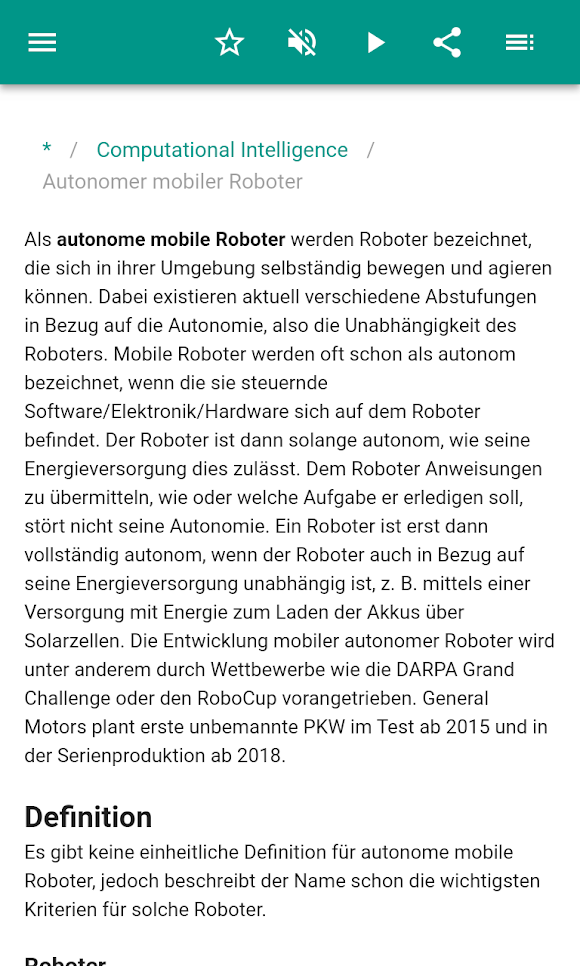 * / Computational Intelligence /
Autonomer mobiler Roboter
Als autonome mobile Roboter werden Roboter bezeichnet,
die sich in ihrer Umgebung selbständig bewegen und agieren
können. Dabei existieren aktuell verschiedene Abstufungen
in Bezug auf die Autonomie, also die Unabhängigkeit des
Roboters. Mobile Roboter werden oft schon als autonom
bezeichnet, wenn die sie steuernde
Software/Elektronik/Hardware sich auf dem Roboter
befindet. Der Roboter ist dann solange autonom, wie seine
Energieversorgung dies zulässt. Dem Roboter Anweisungen
zu übermitteln, wie oder welche Aufgabe er erledigen soll,
stört nicht seine Autonomie. Ein Roboter ist erst dann
vollständig autonom, wenn der Roboter auch in Bezug auf
seine Energieversorgung unabhängig ist, z. B. mittels einer
Versorgung mit Energie zum Laden der Akkus über
Solarzellen. Die Entwicklung mobiler autonomer Roboter wird
unter anderem durch Wettbewerbe wie die DARPA Grand
Challenge oder den RoboCup vorangetrieben. General
Motors plant erste unbemannte PKW im Test ab 2015 und in
der Serienproduktion ab 2018.
Definition
Es gibt keine einheitliche Definition für autonome mobile
Roboter, jedoch beschreibt der Name schon die wichtigsten
Kriterien für solche Roboter.
Roboter